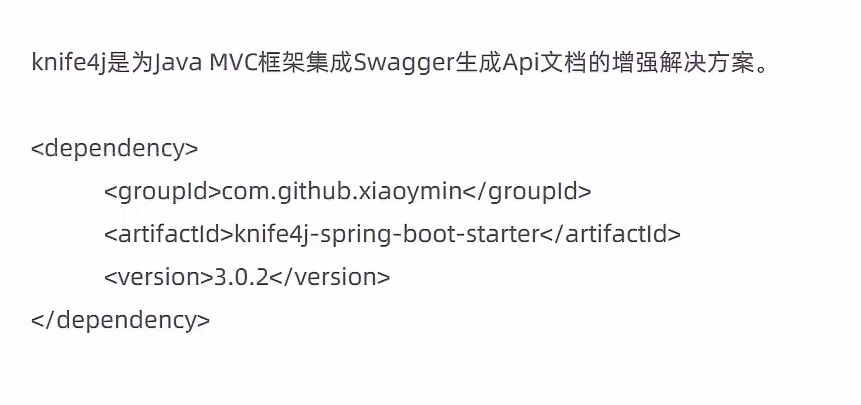 knife4j是为Java MVC框架集成Swagger生成Api文档的增强解决方案。
<dependency>
<groupId>com.github.xiaoymin</groupId>
<artifactId>knife4j-spring-boot-starter</artifactId>
<version>3.0.2</version>
</dependency>